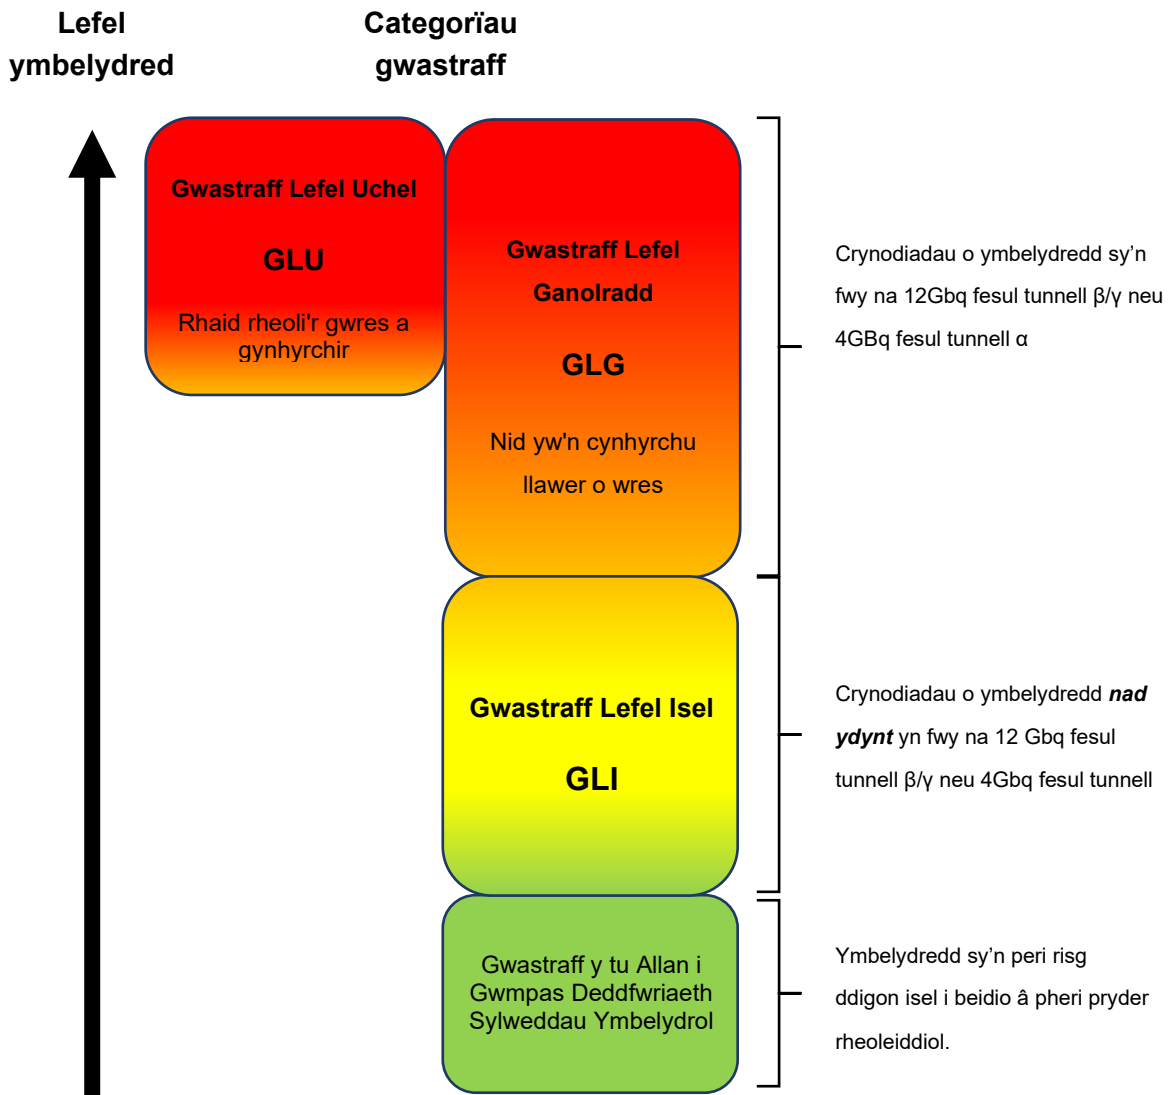 Lefel
ymbelydred
Categorïau
gwastraff
Gwastraff Lefel Uchel
GLU
Rhaid rheoli'r gwres a
gynhyrchir
Gwastraff Lefel
Ganolradd
GLG
Nid yw'n cynhyrchu
llawer o wres
Crynodiadau o ymbelydredd sy’n
fwy na 12Gbq fesul tunnell β/γ neu
4GBq fesul tunnell α
Gwastraff Lefel Isel
GLI
Crynodiadau o ymbelydredd nad
ydynt yn fwy na 12 Gbq fesul
tunnell β/γ neu 4Gbq fesul tunnell
Gwastraff y tu Allan i
Gwmpas Deddfwriaeth
Sylweddau Ymbelydrol
Ymbelydredd sy’n peri risg
ddigon isel i beidio â pheri pryder
rheoleiddiol.